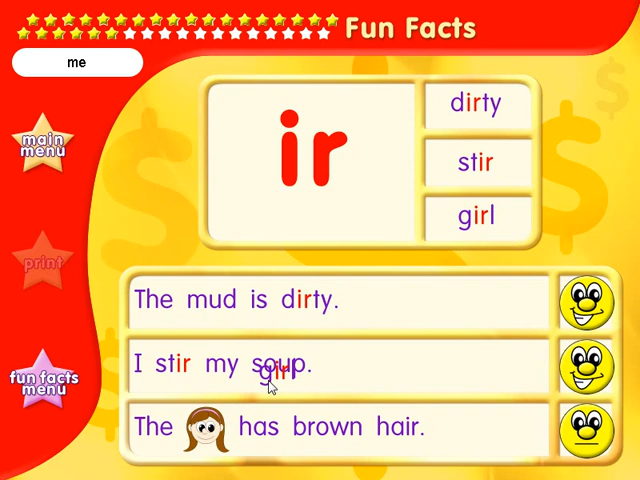 Fun Facts
me
main
menu
print
fun facts
menu
ir
dirty
stir
girl
The mud is dirty.
I stir my soup.
girl
The has brown hair.